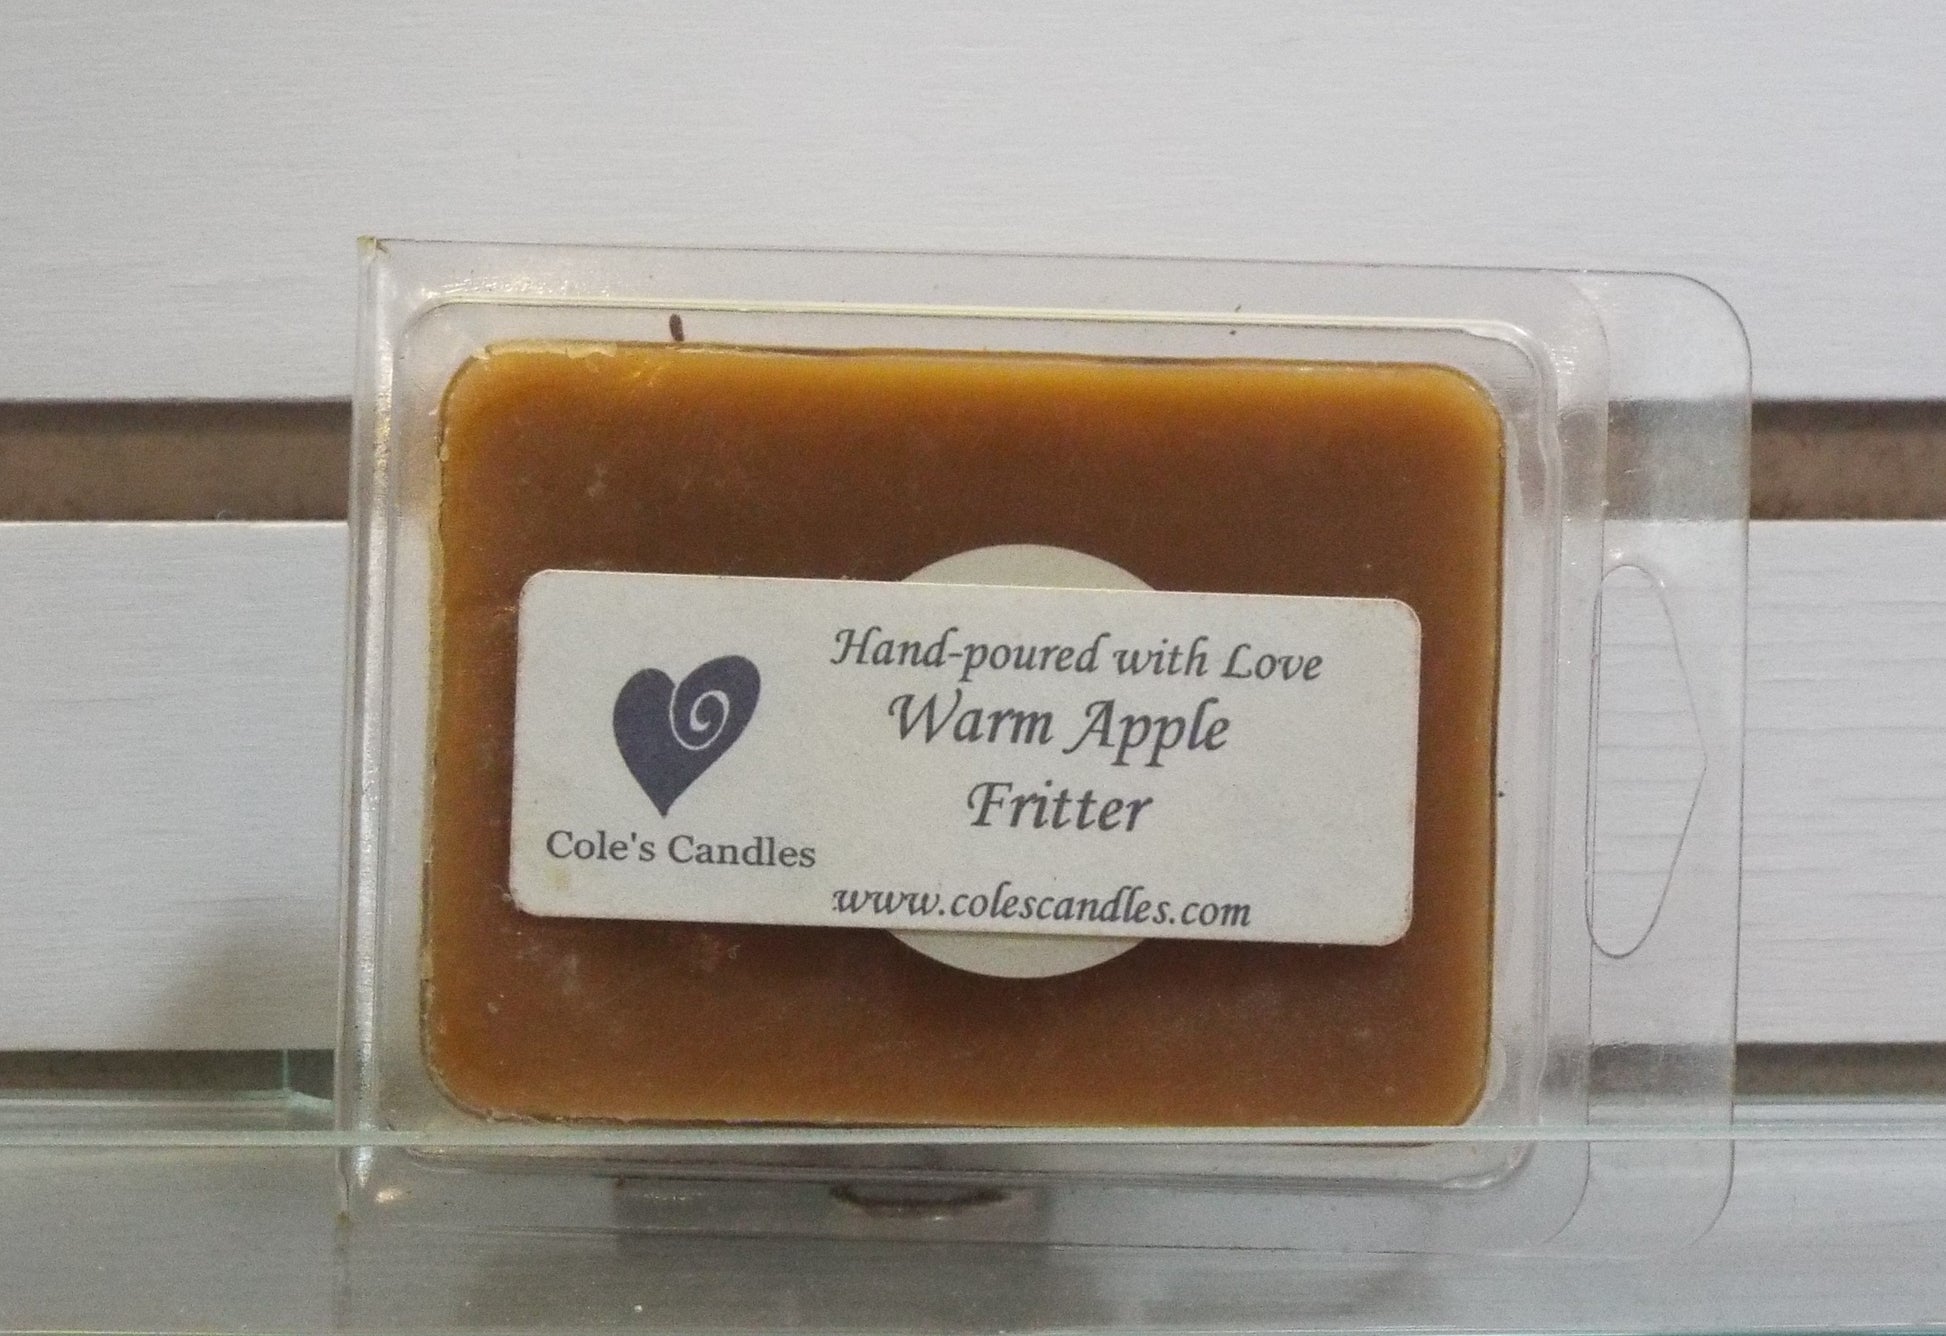 Hand-poured with Love
Warm Apple
Fritter
Cole's Candles
www.colescandles.com